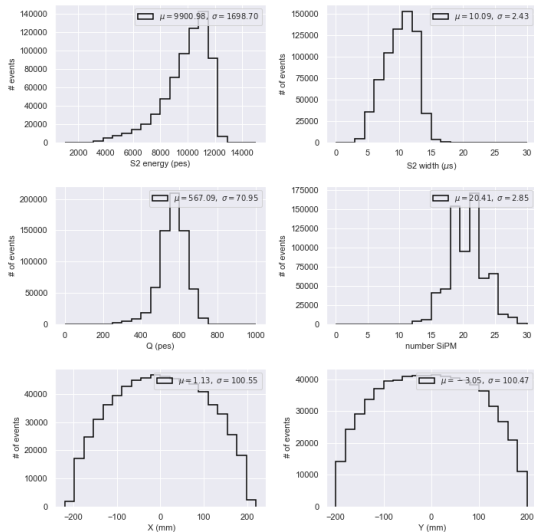 μ = 9900.98, σ = 1698.70
# of events
140000
120000
100000
80000
60000
40000
20000
0
2000 4000 6000 8000 10000 12000 14000
S2 energy (pes)
μ = 10.09, σ = 2.43
# of events
150000
125000
100000
75000
50000
25000
0
0 5 10 15 20 25 30
S2 width (μs)
μ = 567.09, σ = 70.95
# of events
200000
150000
100000
50000
0
0 200 400 600 800 1000
Q (pes)
μ = 20.41, σ = 2.85
# of events
175000
150000
125000
100000
75000
50000
25000
0
0 5 10 15 20 25 30
number SiPM
μ = 1.13, σ = 100.55
# of events
40000
30000
20000
10000
0
−200 −100 0 100 200
X (mm)
μ = −3.05, σ = 100.47
# of events
40000
30000
20000
10000
0
−200 −100 0 100 200
Y (mm)